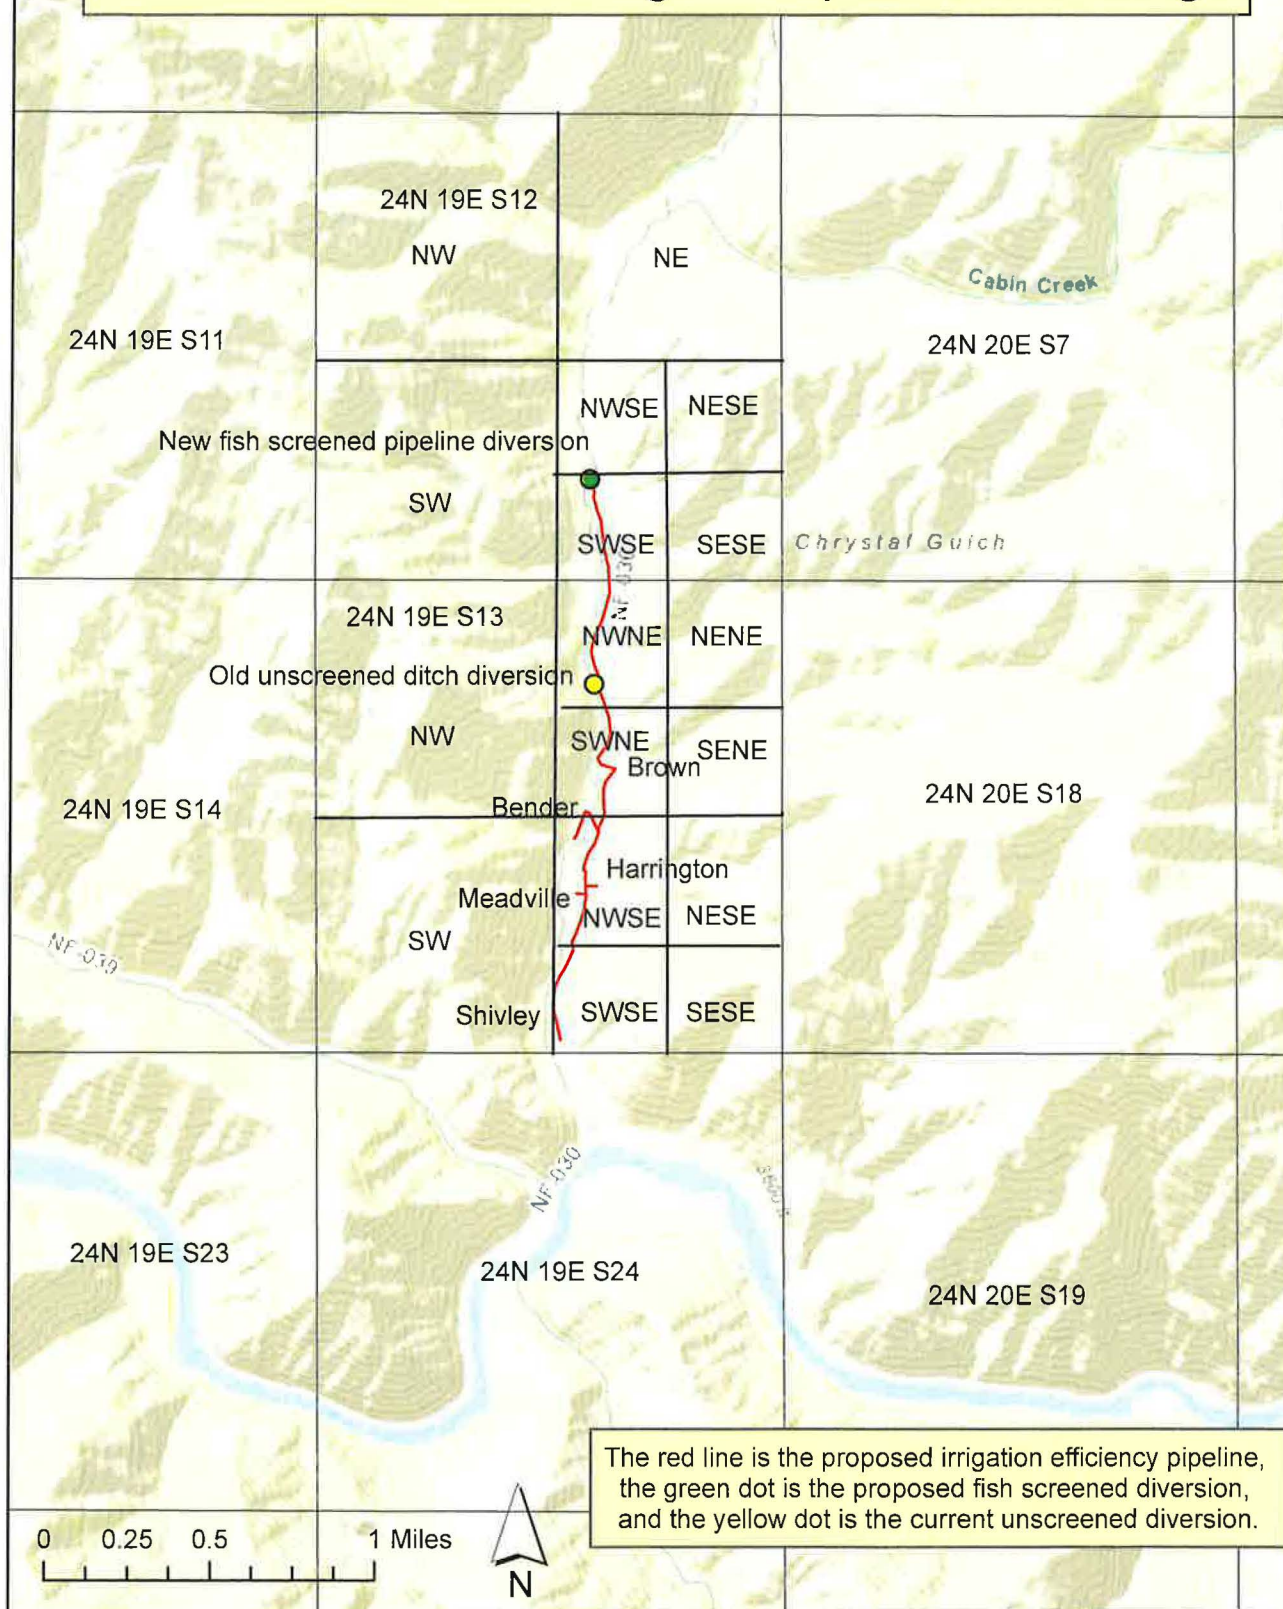 24N 19E S12
NW
NE
Cabin Creek
24N 19E S11
24N 20E S7
NWSE
NESE
New fish screened pipeline diversion
SW
SWSE
SESE
Chrystal Gulch
NF-030
24N 19E S13
NWNE
NENE
Old unscreened ditch diversion
NW
SWNE
SENE
Brown
24N 19E S14
Bender
24N 20E S18
Harrington
Meadville
NWSE
NESE
SW
NF-030
Shivley
SWSE
SESE
NF-030
24N 19E S23
24N 19E S24
24N 20E S19
The red line is the proposed irrigation efficiency pipeline,
the green dot is the proposed fish screened diversion,
and the yellow dot is the current unscreened diversion.
0 0.25 0.5 1 Miles
N